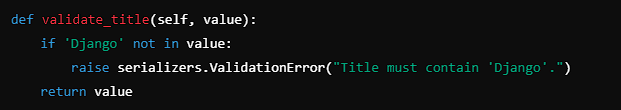 def validate_title(self, value):
    if 'Django' not in value:
        raise serializers.ValidationError("Title must contain 'Django'.")
    return value